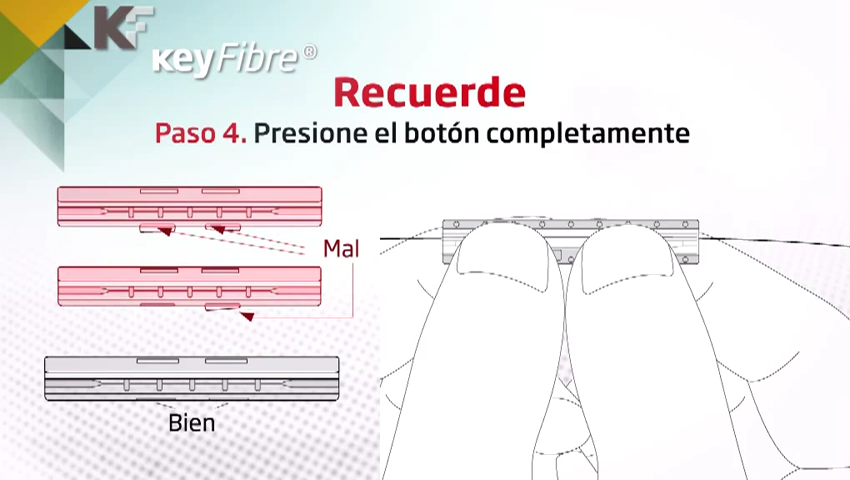 KF
KeyFibre®
Recuerde
Paso 4. Presione el botón completamente
Mal
Bien